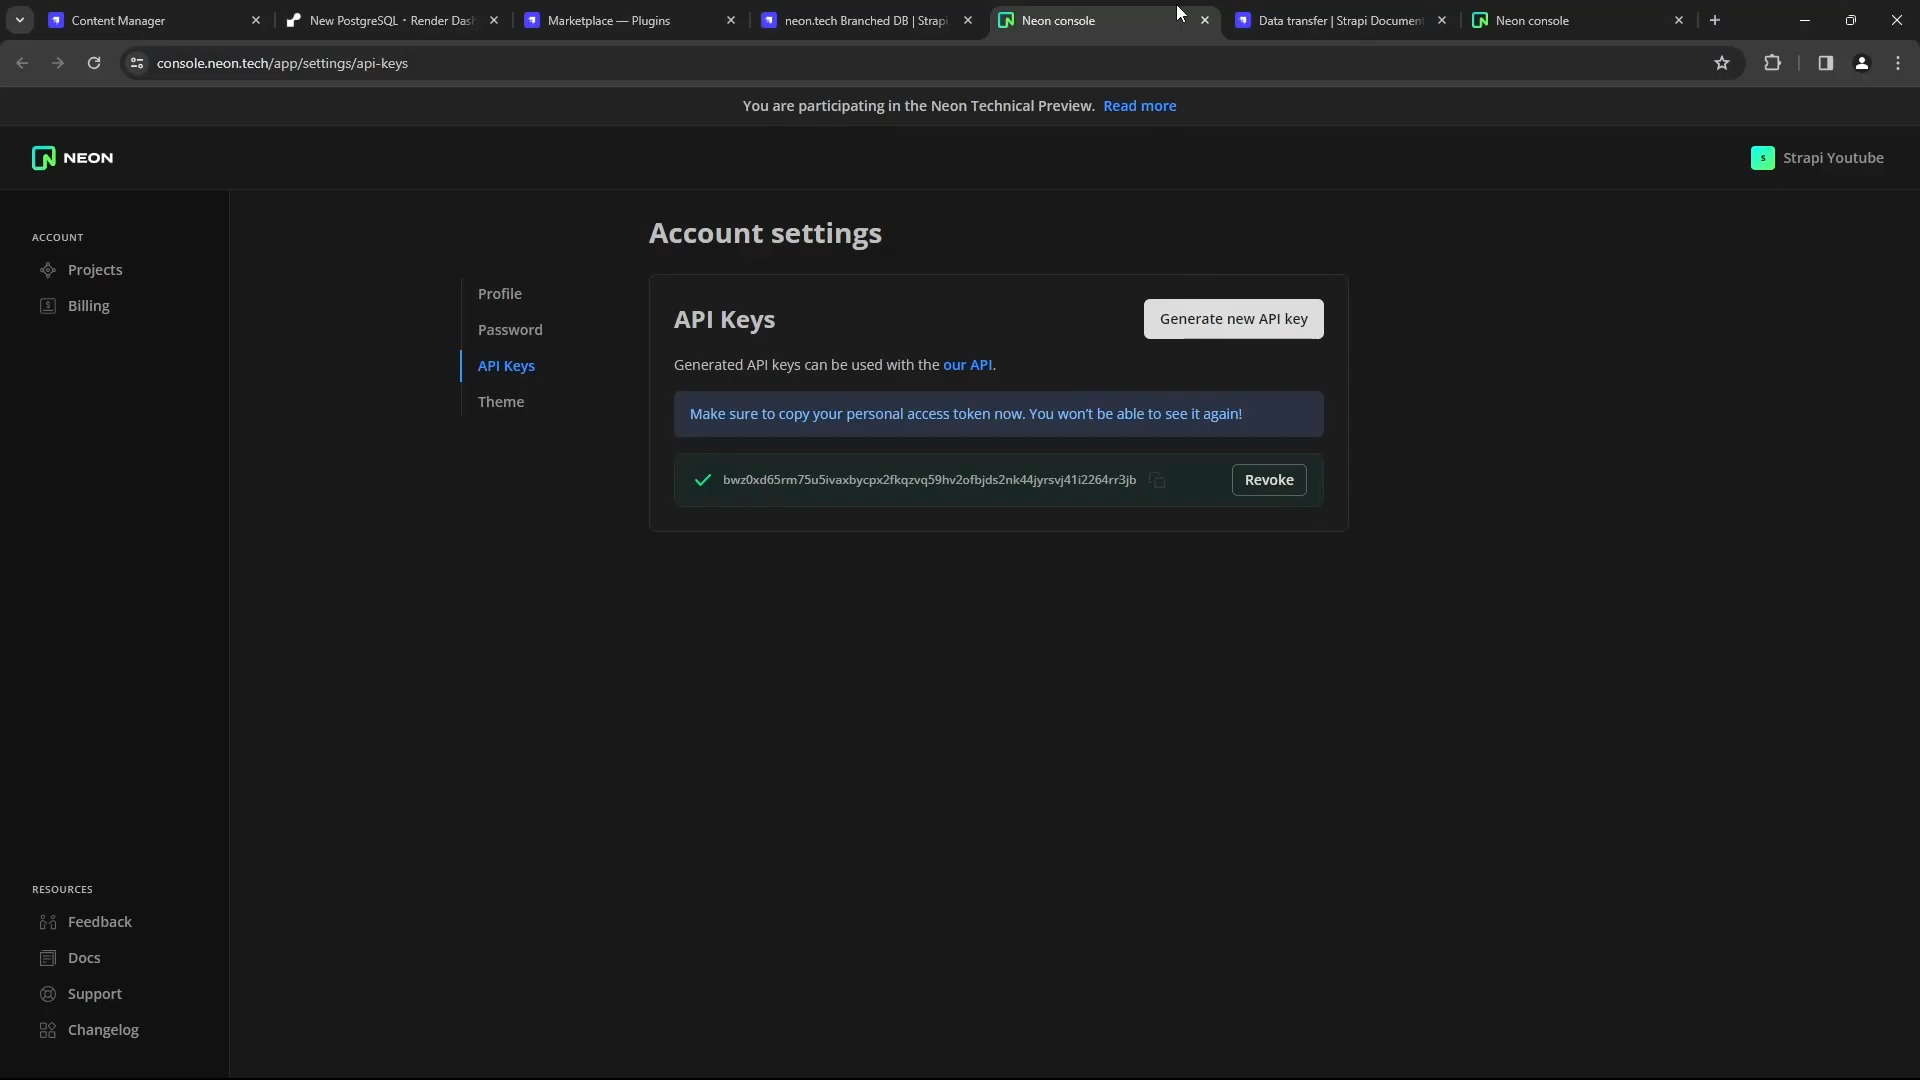 Content Manager
New PostgreSQL · Render Das
Marketplace — Plugins
neon.tech Branched DB | Strapi
Neon console
Data transfer | Strapi Documen
Neon console
console.neon.tech/app/settings/api-keys
You are participating in the Neon Technical Preview. Read more
NEON
s Strapi Youtube
ACCOUNT
Projects
Billing
Account settings
Profile
Password
API Keys
Theme
API Keys
Generate new API key
Generated API keys can be used with the our API.
Make sure to copy your personal access token now. You won't be able to see it again!
bwz0xd65rm75u5ivaxbycpx2fkqzvq59hv2ofbjds2nk44jyrsvj41i2264rr3jb
Revoke
RESOURCES
Feedback
Docs
Support
Changelog